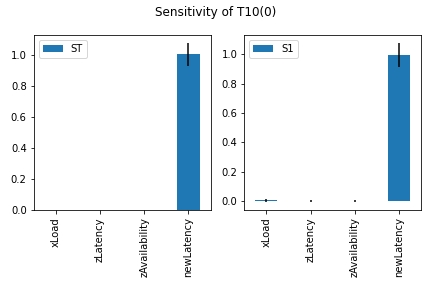 Sensitivity of T10(0)
ST
1.0
0.8
0.6
0.4
0.2
0.0
xLoad
zLatency
zAvailability
newLatency
S1
1.0
0.8
0.6
0.4
0.2
0.0
xLoad
zLatency
zAvailability
newLatency